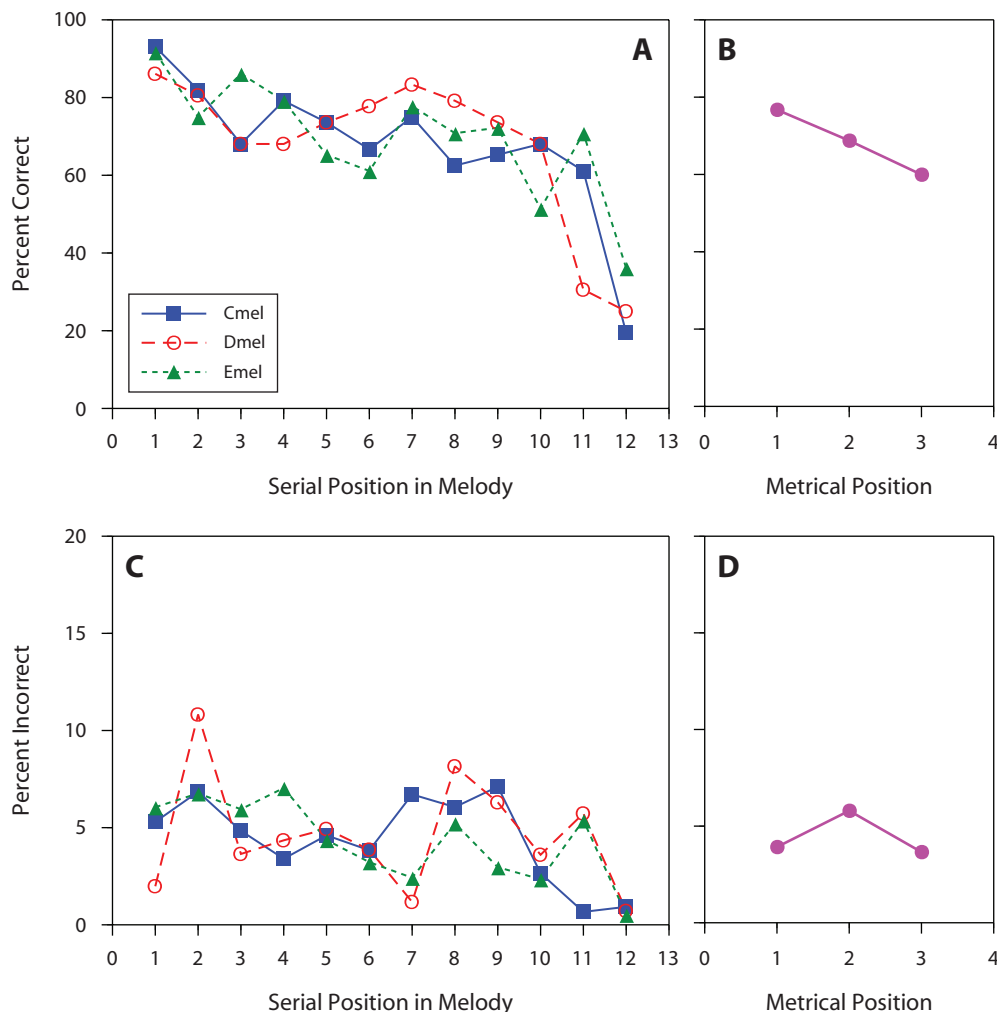 100
80
60
40
20
0
Percent Correct
A
Cmel
Dmel
Emel
0 1 2 3 4 5 6 7 8 9 10 11 12 13
Serial Position in Melody
B
0 1 2 3 4
Metrical Position
20
15
10
5
0
Percent Incorrect
C
0 1 2 3 4 5 6 7 8 9 10 11 12 13
Serial Position in Melody
D
0 1 2 3 4
Metrical Position